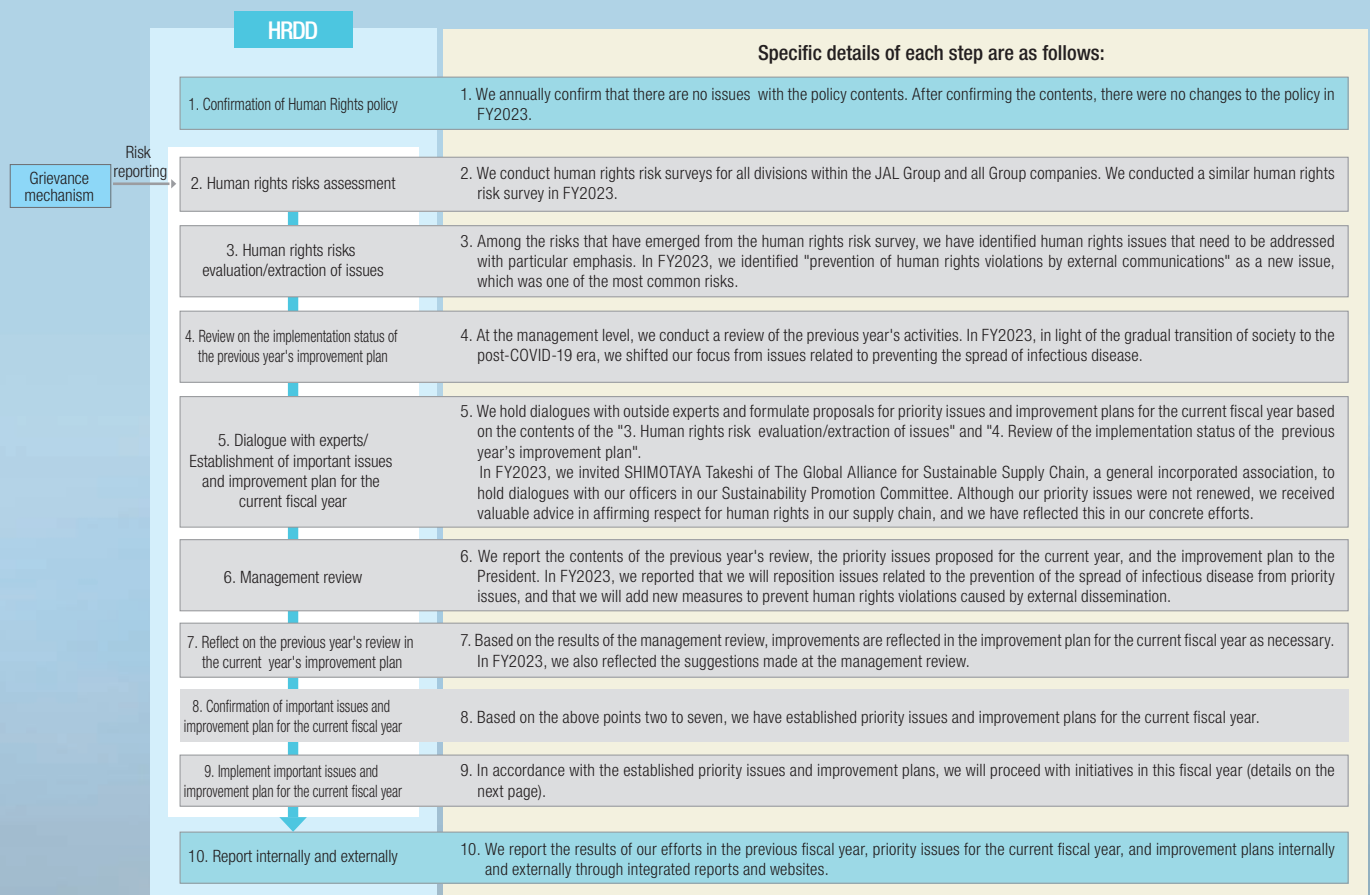 HRDD
Specific details of each step are as follows:
1. Confirmation of Human Rights policy
1. We annually confirm that there are no issues with the policy contents. After confirming the contents, there were no changes to the policy in
FY2023.
Grievance
mechanism
Risk
reporting
2. Human rights risks assessment
2. We conduct human rights risk surveys for all divisions within the JAL Group and all Group companies. We conducted a similar human rights
risk survey in FY2023.
3. Human rights risks
evaluation/extraction of issues
3. Among the risks that have emerged from the human rights risk survey, we have identified human rights issues that need to be addressed
with particular emphasis. In FY2023, we identified "prevention of human rights violations by external communications" as a new issue,
which was one of the most common risks.
4. Review on the implementation status of
the previous year's improvement plan
4. At the management level, we conduct a review of the previous year's activities. In FY2023, in light of the gradual transition of society to the
post-COVID-19 era, we shifted our focus from issues related to preventing the spread of infectious disease.
5. Dialogue with experts/
Establishment of important issues
and improvement plan for the
current fiscal year
5. We hold dialogues with outside experts and formulate proposals for priority issues and improvement plans for the current fiscal year based
on the contents of the "3. Human rights risk evaluation/extraction of issues" and "4. Review of the implementation status of the previous
year's improvement plan".
In FY2023, we invited SHIMOTAYA Takeshi of The Global Alliance for Sustainable Supply Chain, a general incorporated association, to
hold dialogues with our officers in our Sustainability Promotion Committee. Although our priority issues were not renewed, we received
valuable advice in affirming respect for human rights in our supply chain, and we have reflected this in our concrete efforts.
6. Management review
6. We report the contents of the previous year's review, the priority issues proposed for the current year, and the improvement plan to the
President. In FY2023, we reported that we will reposition issues related to the prevention of the spread of infectious disease from priority
issues, and that we will add new measures to prevent human rights violations caused by external dissemination.
7. Reflect on the previous year's review in
the current year's improvement plan
7. Based on the results of the management review, improvements are reflected in the improvement plan for the current fiscal year as necessary.
In FY2023, we also reflected the suggestions made at the management review.
8. Confirmation of important issues and
improvement plan for the current fiscal year
8. Based on the above points two to seven, we have established priority issues and improvement plans for the current fiscal year.
9. Implement important issues and
improvement plan for the current fiscal year
9. In accordance with the established priority issues and improvement plans, we will proceed with initiatives in this fiscal year (details on the
next page).
10. Report internally and externally
10. We report the results of our efforts in the previous fiscal year, priority issues for the current fiscal year, and improvement plans internally
and externally through integrated reports and websites.